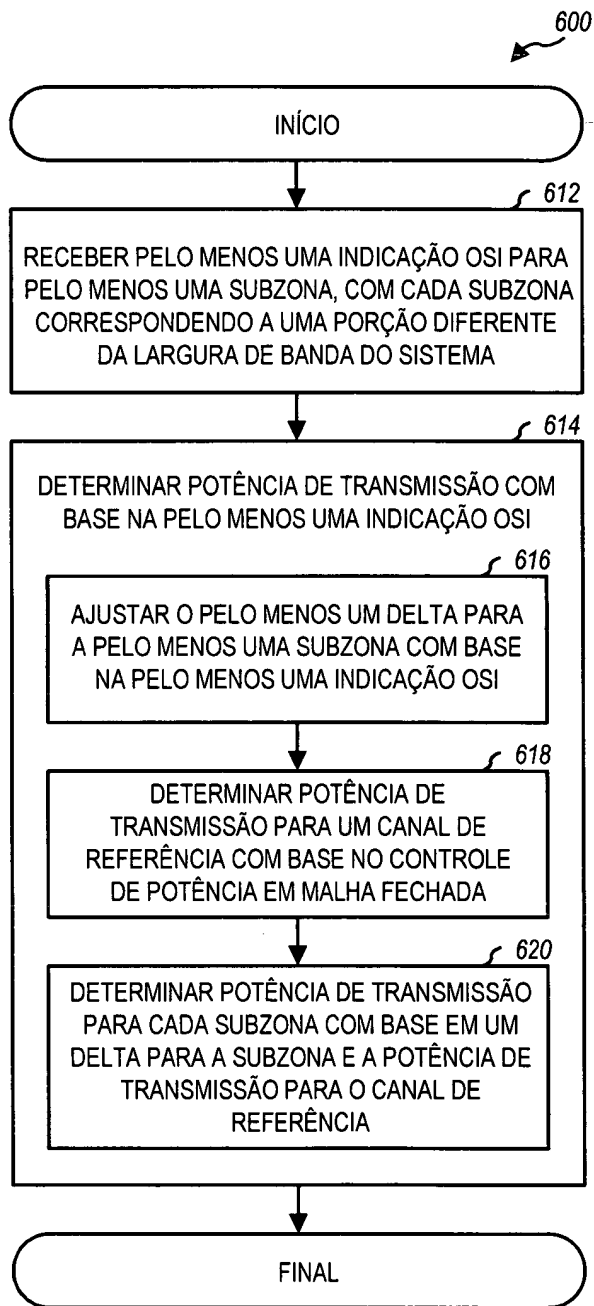 600
INÍCIO
612
RECEBER PELO MENOS UMA INDICAÇÃO OSI PARA
PELO MENOS UMA SUBZONA, COM CADA SUBZONA
CORRESPONDENDO A UMA PORÇÃO DIFERENTE
DA LARGURA DE BANDA DO SISTEMA
614
DETERMINAR POTÊNCIA DE TRANSMISSÃO COM
BASE NA PELO MENOS UMA INDICAÇÃO OSI
616
AJUSTAR O PELO MENOS UM DELTA PARA
A PELO MENOS UMA SUBZONA COM BASE
NA PELO MENOS UMA INDICAÇÃO OSI
618
DETERMINAR POTÊNCIA DE
TRANSMISSÃO PARA UM CANAL DE
REFERÊNCIA COM BASE NO CONTROLE
DE POTÊNCIA EM MALHA FECHADA
620
DETERMINAR POTÊNCIA DE TRANSMISSÃO
PARA CADA SUBZONA COM BASE EM UM
DELTA PARA A SUBZONA E A POTÊNCIA DE
TRANSMISSÃO PARA O CANAL DE
REFERÊNCIA
FINAL